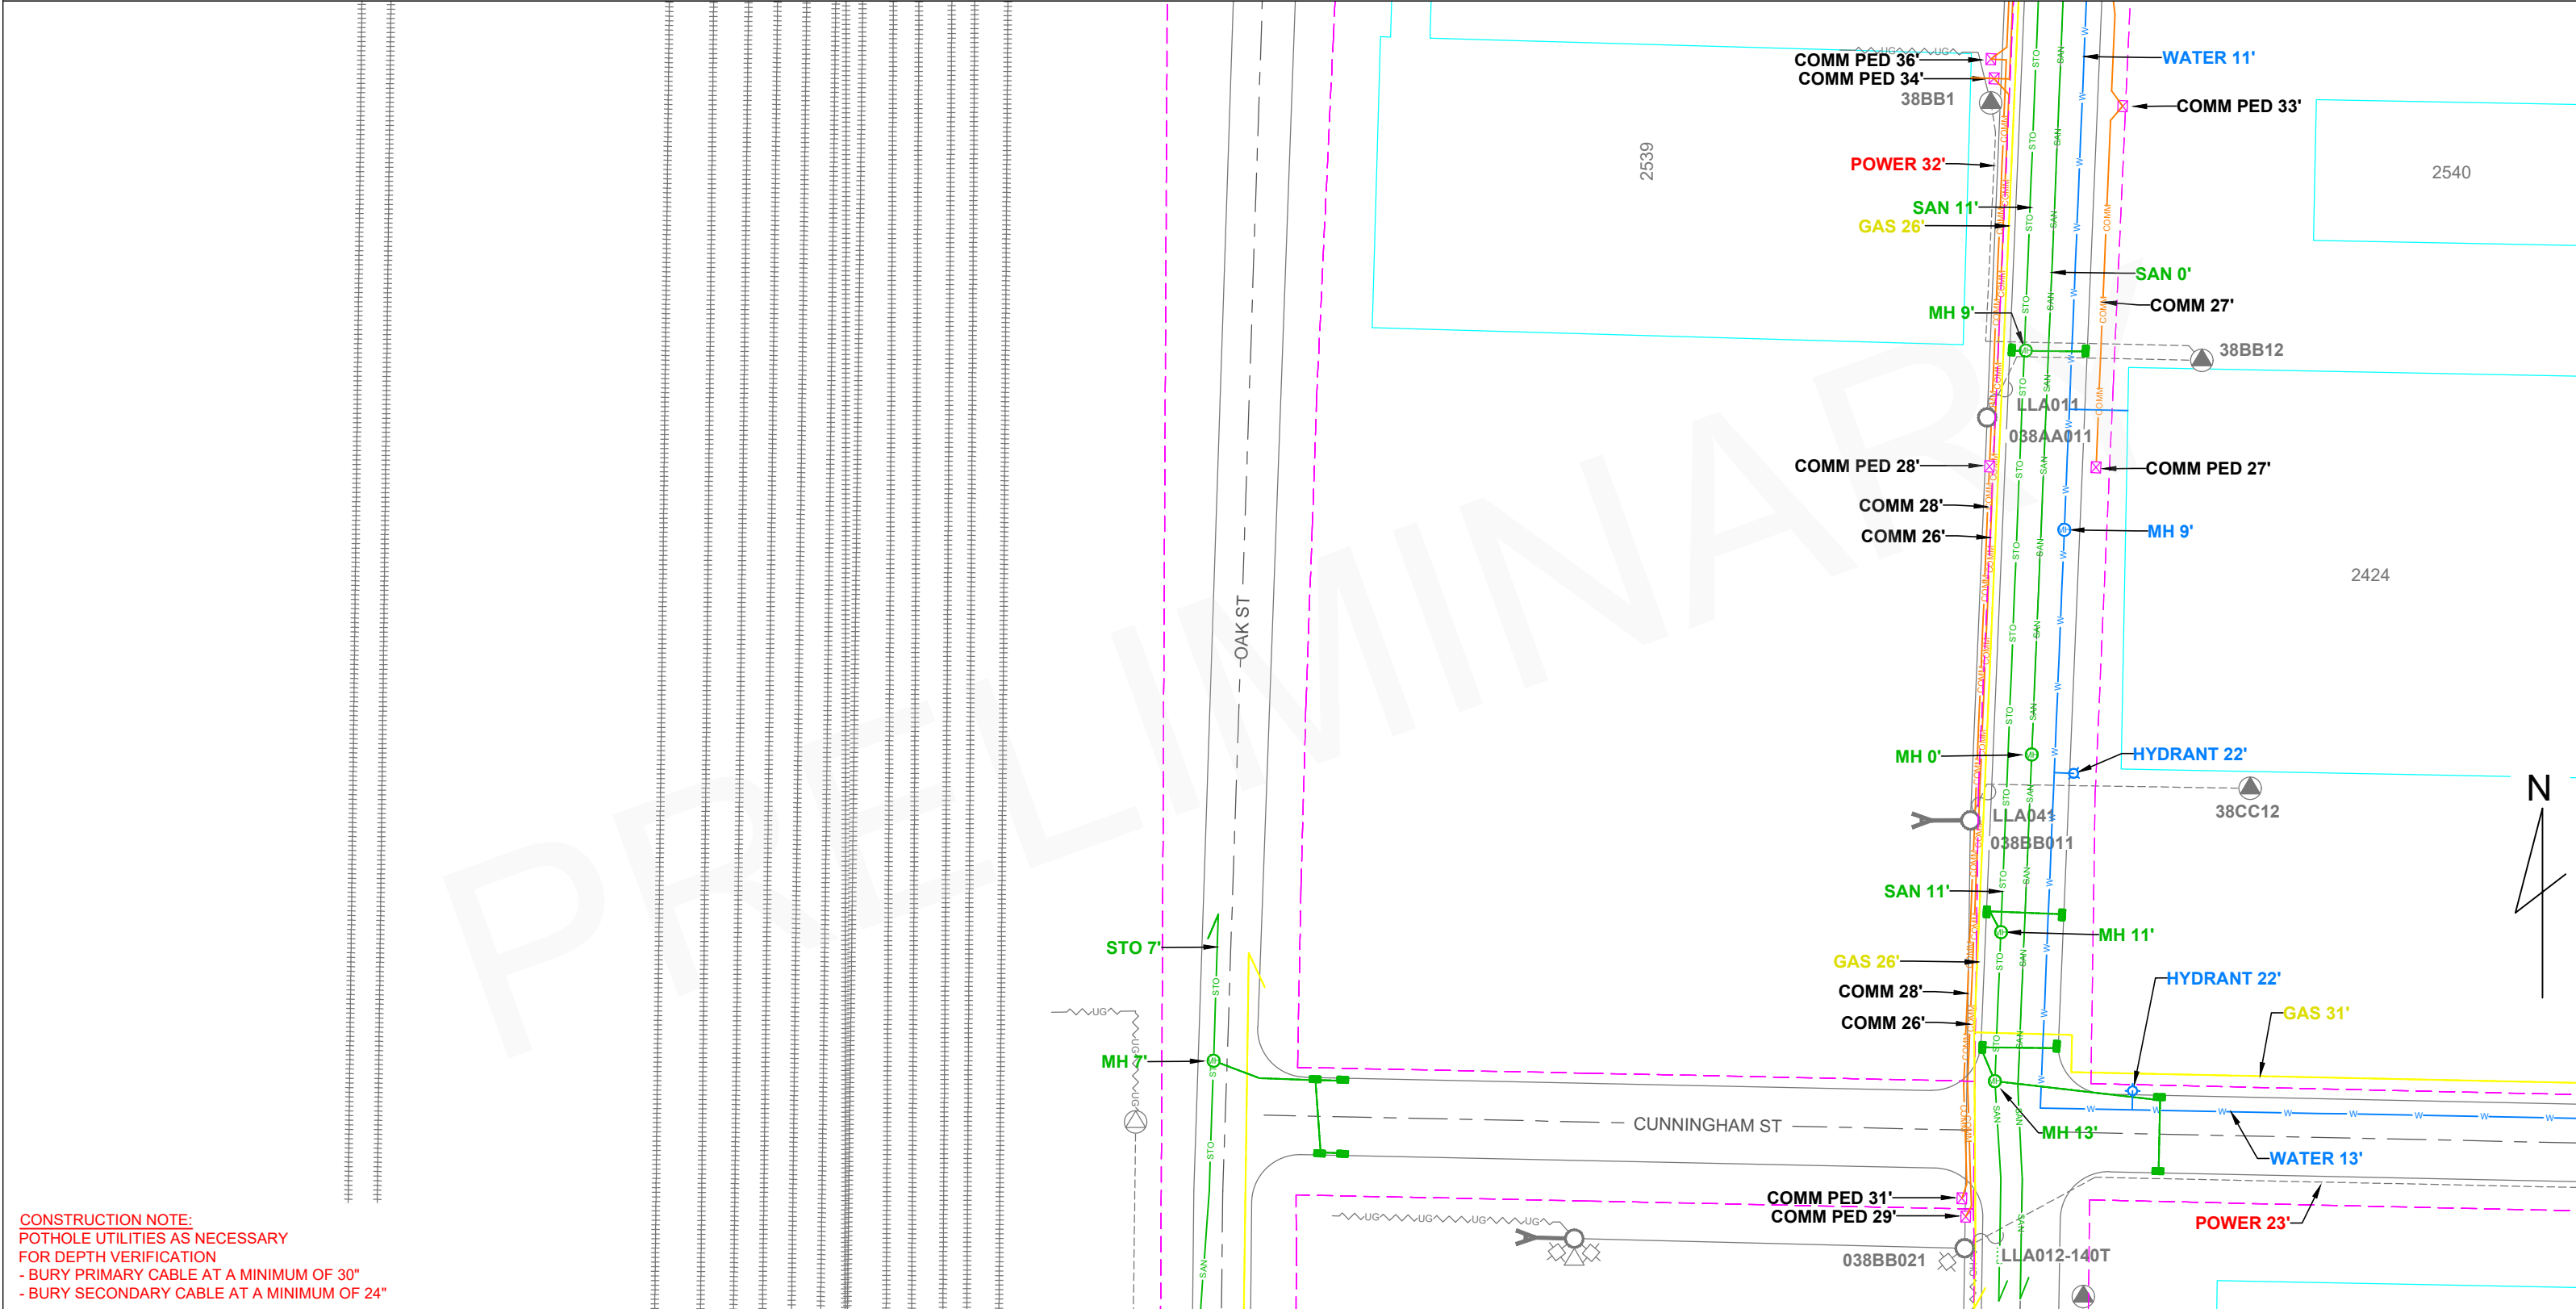 COMM PED 36'
WATER 11'
COMM PED 34'
38BB1
COMM PED 33'
2539
POWER 32'
2540
SAN 11'
GAS 26'
SAN 0'
COMM 27'
MH 9'
38BB12
LLA011
038AA011
COMM PED 28'
COMM PED 27'
COMM 28'
COMM 26'
MH 9'
2424
OAK ST
PRELIMINARY
MH 0'
HYDRANT 22'
N
38CC12
LLA041
038BB011
SAN 11'
STO 7'
MH 11'
GAS 26'
HYDRANT 22'
COMM 28'
GAS 31'
COMM 26'
MH 7'
CUNNINGHAM ST
MH 13'
WATER 13'
COMM PED 31'
COMM PED 29'
POWER 23'
038BB021
LLA012-140T
CONSTRUCTION NOTE:
POTHOLE UTILITIES AS NECESSARY
FOR DEPTH VERIFICATION
- BURY PRIMARY CABLE AT A MINIMUM OF 30"
- BURY SECONDARY CABLE AT A MINIMUM OF 24"